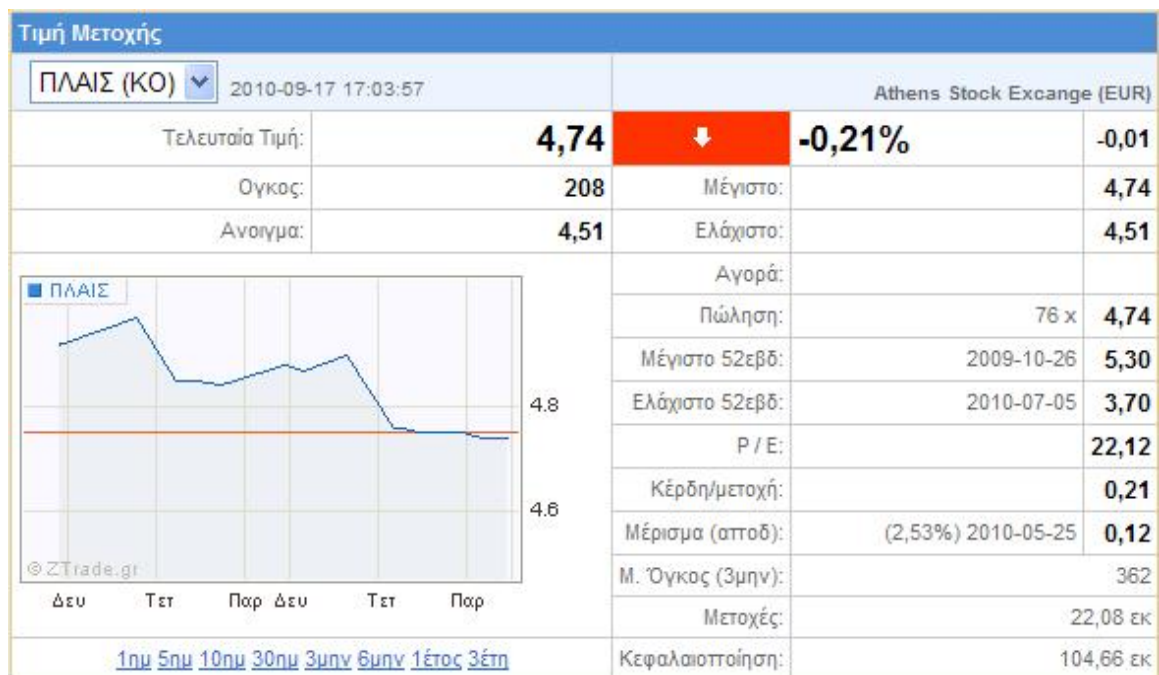 Τιμή Μετοχής
ΠΛΑΙΣ (ΚΟ) 2010-09-17 17:03:57 Athens Stock Excange (EUR)
Τελευταία Τιμή: 4,74 -0,21% -0,01
Ογκος: 208 Μέγιστο: 4,74
Ανοιγμα: 4,51 Ελάχιστο: 4,51
Αγορά:
Πώληση: 76 x 4,74
Μέγιστο 52εβδ: 2009-10-26 5,30
Ελάχιστο 52εβδ: 2010-07-05 3,70
P / E: 22,12
Κέρδη/μετοχή: 0,21
Μέρισμα (αποδ): (2,53%) 2010-05-25 0,12
Μ. Όγκος (3μην): 362
Μετοχές: 22,08 εκ
Κεφαλαιοποίηση: 104,66 εκ
ΠΛΑΙΣ
4.8
4.6
© ZTrade.gr
Δευ Τετ Παρ Δευ Τετ Παρ
1ημ 5ημ 10ημ 30ημ 3μην 6μην 1έτος 3έτη